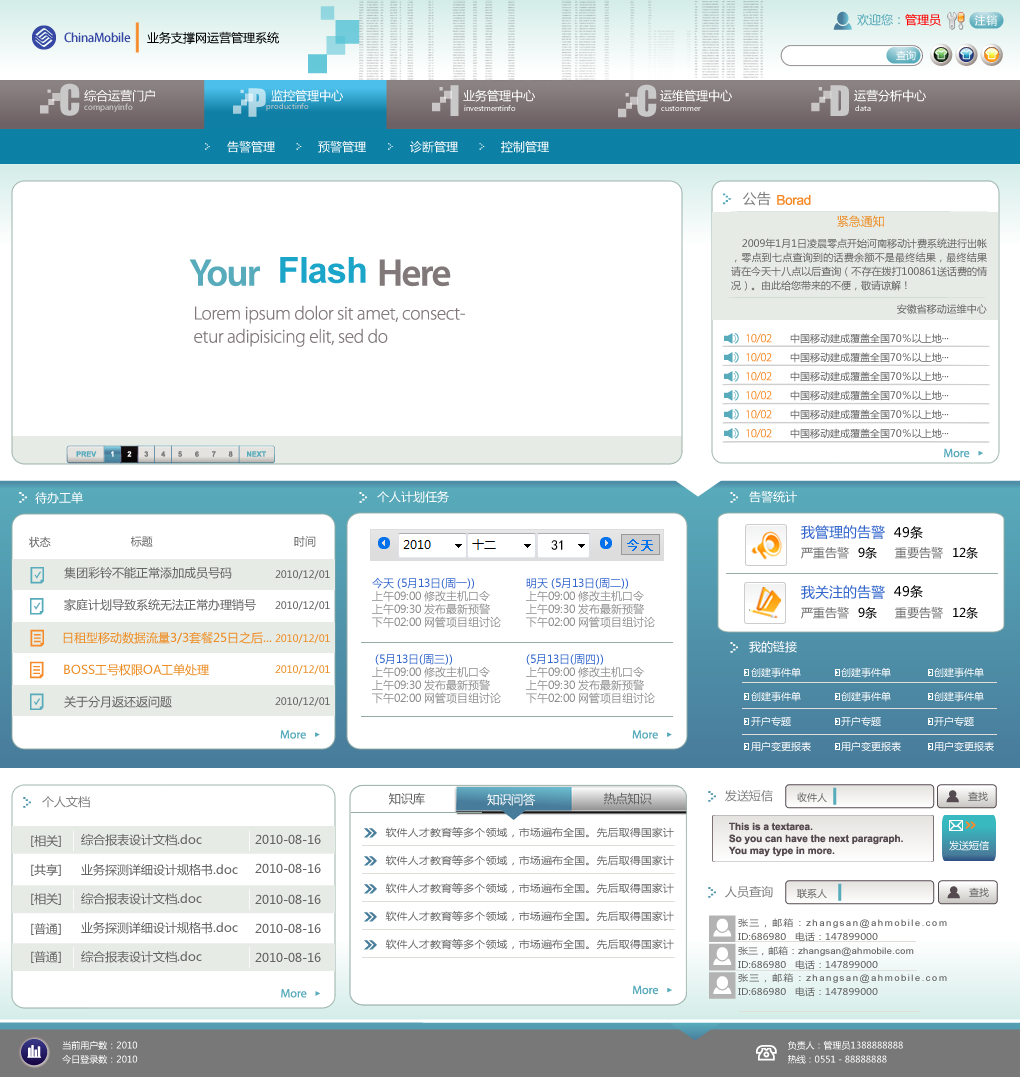 ChinaMobile 业务支撑网运营管理系统
欢迎您：管理员 注销
查询
综合运营门户
companyinfo
监控管理中心
productinfo
业务管理中心
investmentinfo
运维管理中心
custommer
运营分析中心
data
告警管理 预警管理 诊断管理 控制管理
Your Flash Here
Lorem ipsum dolor sit amet, consect-
etur adipisicing elit, sed do
PREV 1 2 3 4 5 6 7 8 NEXT
公告 Borad
紧急通知
2009年1月1日凌晨零点开始河南移动计费系统进行出帐
，零点到七点查询到的话费余额不是最终结果，最终结果
请在今天十八点以后查询（不存在拨打100861送话费的情
况）。由此给您带来的不便，敬请谅解！
安徽省移动运维中心
10/02 中国移动建成覆盖全国70％以上地···
10/02 中国移动建成覆盖全国70％以上地···
10/02 中国移动建成覆盖全国70％以上地···
10/02 中国移动建成覆盖全国70％以上地···
10/02 中国移动建成覆盖全国70％以上地···
10/02 中国移动建成覆盖全国70％以上地···
More
待办工单
状态 标题 时间
集团彩铃不能正常添加成员号码 2010/12/01
家庭计划导致系统无法正常办理销号 2010/12/01
日租型移动数据流量3/3套餐25日之后... 2010/12/01
BOSS工号权限OA工单处理 2010/12/01
关于分月返还返问题 2010/12/01
More
个人计划任务
2010 十二 31 今天
今天 (5月13日(周一))
上午09:00 修改主机口令
上午09:30 发布最新预警
下午02:00 网管项目组讨论
明天 (5月13日(周二))
上午09:00 修改主机口令
上午09:30 发布最新预警
下午02:00 网管项目组讨论
(5月13日(周三))
上午09:00 修改主机口令
上午09:30 发布最新预警
下午02:00 网管项目组讨论
(5月13日(周四))
上午09:00 修改主机口令
上午09:30 发布最新预警
下午02:00 网管项目组讨论
More
告警统计
我管理的告警 49条
严重告警 9条 重要告警 12条
我关注的告警 49条
严重告警 9条 重要告警 12条
我的链接
创建事件单 创建事件单 创建事件单
创建事件单 创建事件单 创建事件单
开户专题 开户专题 开户专题
用户变更报表 用户变更报表 用户变更报表
个人文档
[相关] 综合报表设计文档.doc 2010-08-16
[共享] 业务探测详细设计规格书.doc 2010-08-16
[相关] 综合报表设计文档.doc 2010-08-16
[普通] 业务探测详细设计规格书.doc 2010-08-16
[普通] 综合报表设计文档.doc 2010-08-16
More
知识库 知识问答 热点知识
软件人才教育等多个领域，市场遍布全国。先后取得国家计
软件人才教育等多个领域，市场遍布全国。先后取得国家计
软件人才教育等多个领域，市场遍布全国。先后取得国家计
软件人才教育等多个领域，市场遍布全国。先后取得国家计
软件人才教育等多个领域，市场遍布全国。先后取得国家计
More
发送短信 收件人 查找
This is a textarea.
So you can have the next paragraph.
You may type in more.
发送短信
人员查询 联系人 查找
张三，邮箱：zhangsan@ahmobile.com
ID:686980 电话：147899000
张三，邮箱：zhangsan@ahmobile.com
ID:686980 电话：147899000
张三，邮箱：zhangsan@ahmobile.com
ID:686980 电话：147899000
当前用户数：2010
今日登录数：2010
负责人：管理员1388888888
热线：0551 - 88888888